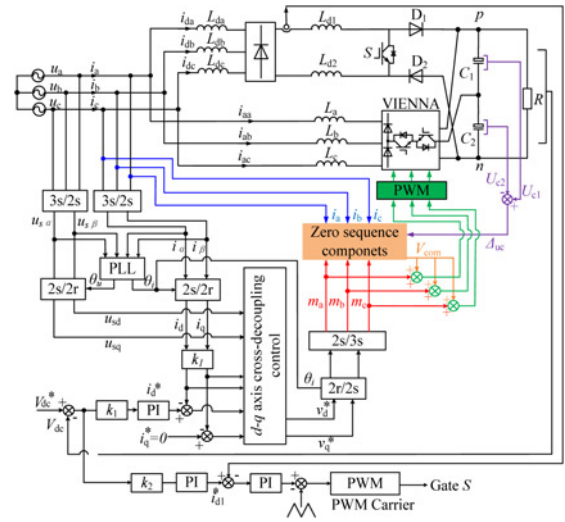 i_da L_da L_d1 D_1 p
u_a i_a i_db L_db S
u_b i_b i_dc L_dc L_d2 D_2 C_1
u_c i_c VIENNA R
i_aa L_a
i_ab L_b C_2
i_ac L_c n
PWM U_c2 U_c1
3s/2s 3s/2s
u_sα u_sβ i_α i_β i_a i_b i_c
Zero sequence
componets
Δ_uc
V_com
PLL
θ_u θ_i
2s/2r 2s/2r
m_a m_b m_c
u_sd i_d i_q
u_sq
2s/3s
d-q axis cross-decoupling
control
k_I
θ_i 2r/2s
V_dc* i_d* v_d*
V_dc k_1 PI
i_q*=0 v_q*
k_2 PI i_d1* PI PWM Gate S
PWM Carrier